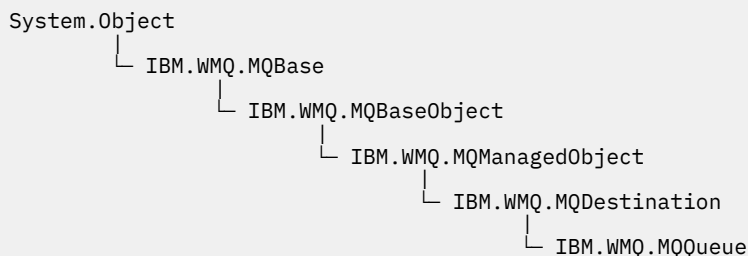 System.Object
IBM.WMQ.MQBase
IBM.WMQ.MQBaseObject
IBM.WMQ.MQManagedObject
IBM.WMQ.MQDestination
IBM.WMQ.MQQueue